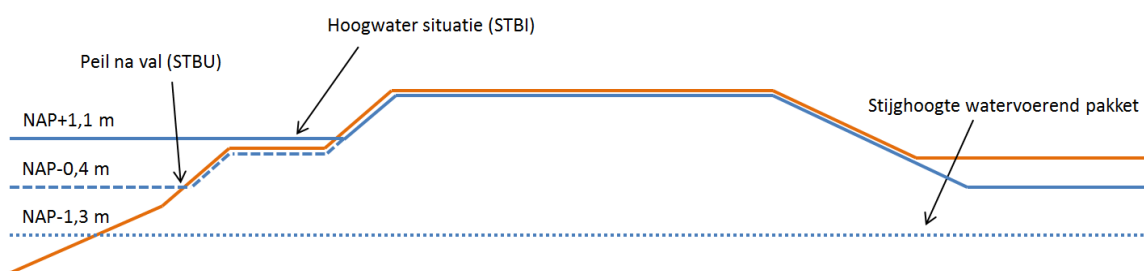 Hoogwater situatie (STBI)
Peil na val (STBU)
Stijghoogte watervoerend pakket
NAP+1,1 m
NAP-0,4 m
NAP-1,3 m